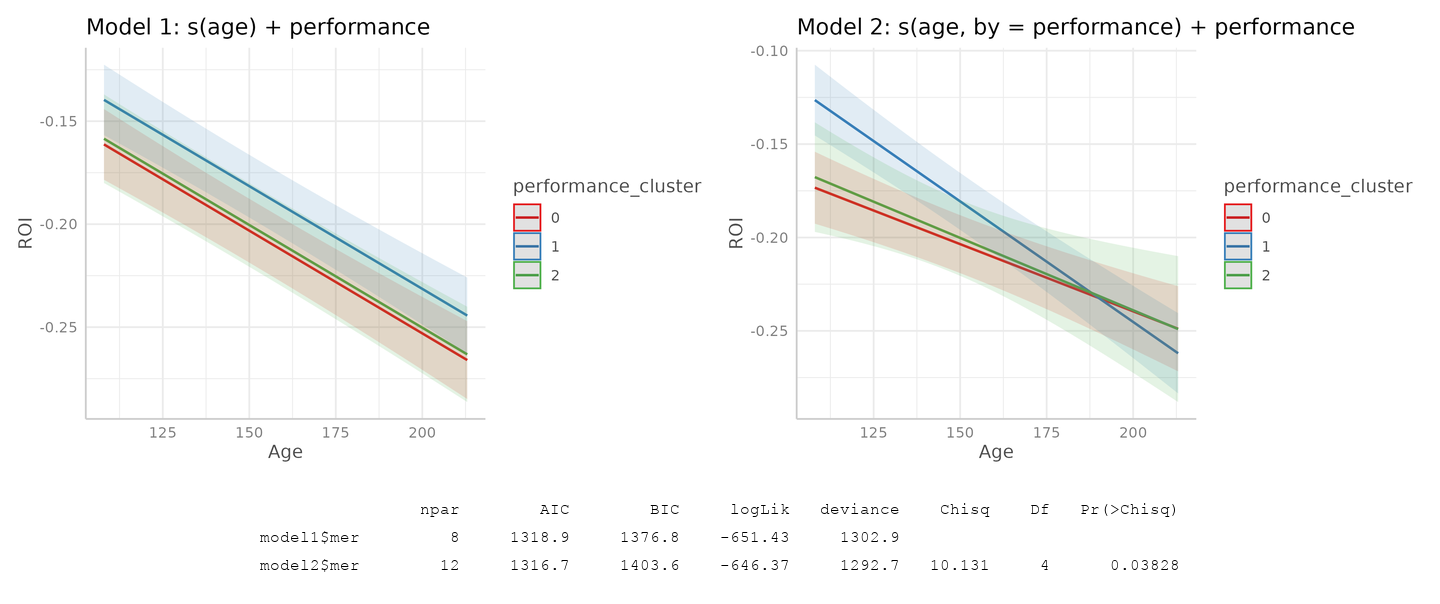 Model 1: s(age) + performance
-0.15
-0.20
-0.25
ROI
125 150 175 200
Age
performance_cluster
0
1
2
Model 2: s(age, by = performance) + performance
-0.10
-0.15
-0.20
-0.25
ROI
125 150 175 200
Age
performance_cluster
0
1
2
npar AIC BIC logLik deviance Chisq Df Pr(>Chisq)
model1$mer 8 1318.9 1376.8 -651.43 1302.9
model2$mer 12 1316.7 1403.6 -646.37 1292.7 10.131 4 0.03828